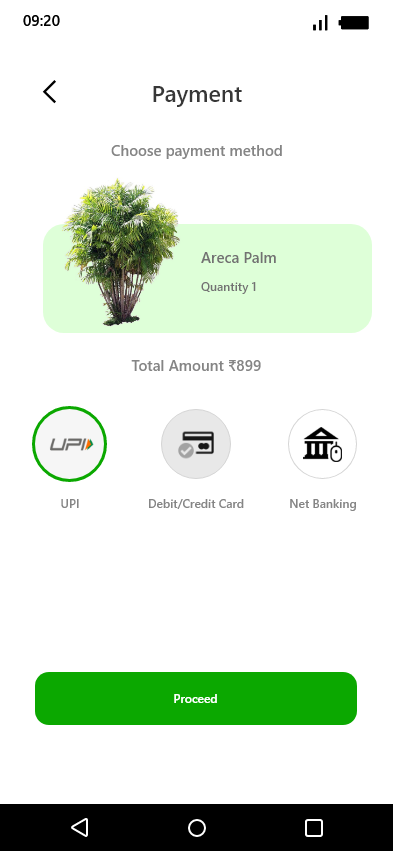 09:20
Payment
Choose payment method
Areca Palm
Quantity 1
Total Amount ₹899
UPI
UPI
Debit/Credit Card
Net Banking
Proceed